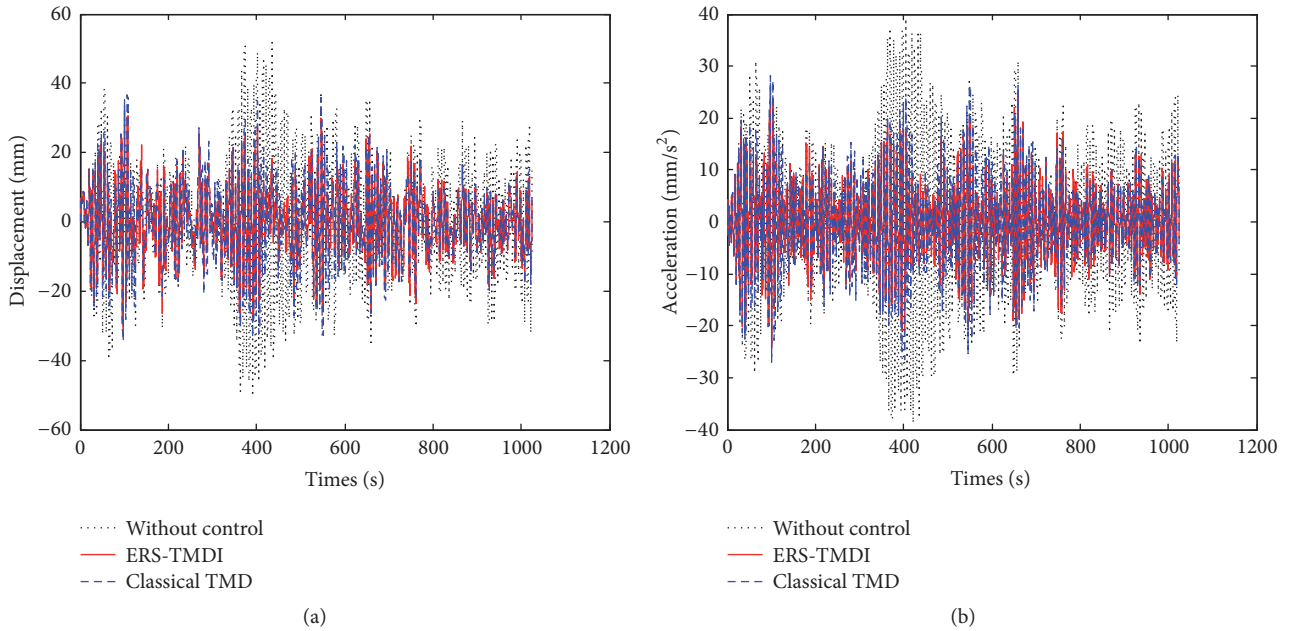 60
40
20
0
−20
−40
−60
Displacement (mm)
0 200 400 600 800 1000 1200
Times (s)
Without control
ERS-TMDI
Classical TMD
(a)
40
30
20
10
0
−10
−20
−30
−40
Acceleration (mm/s²)
0 200 400 600 800 1000 1200
Times (s)
Without control
ERS-TMDI
Classical TMD
(b)